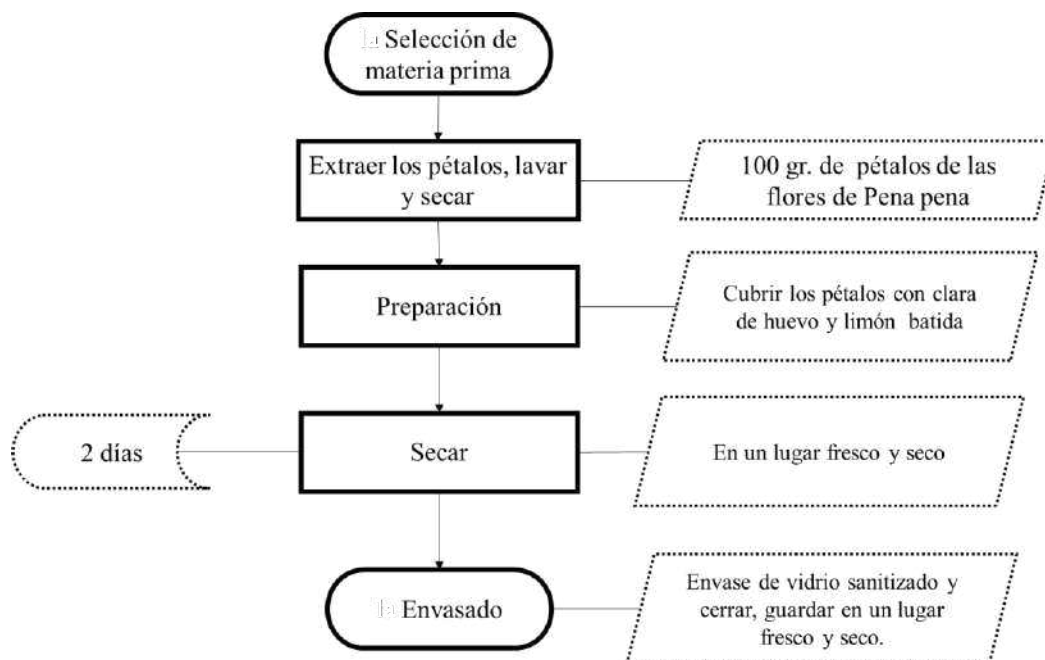 Selección de
materia prima
Extraer los pétalos, lavar
y secar
100 gr. de pétalos de las
flores de Pena pena
Preparación
Cubrir los pétalos con clara
de huevo y limón batida
2 días
Secar
En un lugar fresco y seco
Envasado
Envase de vidrio sanitizado y
cerrar, guardar en un lugar
fresco y seco.